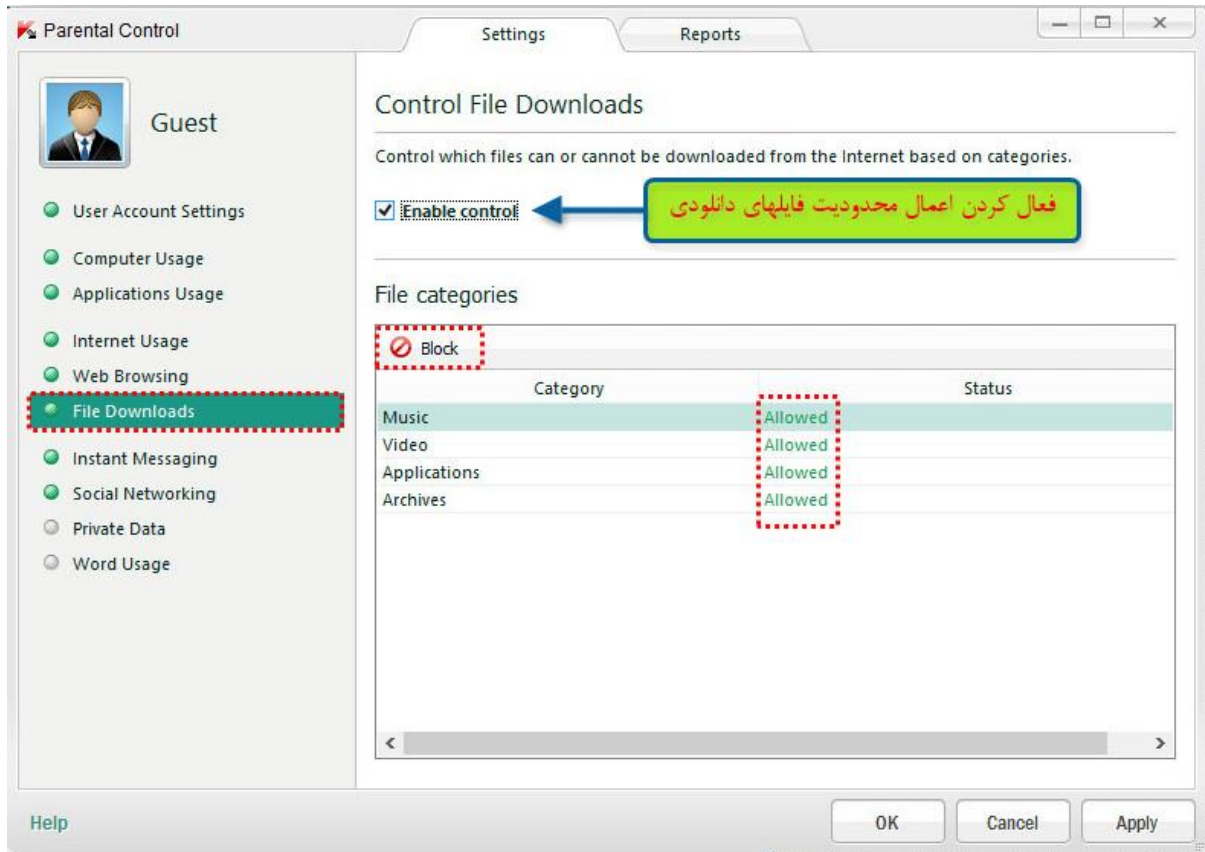 Parental Control
Settings
Reports
Guest
User Account Settings
Computer Usage
Applications Usage
Internet Usage
Web Browsing
File Downloads
Instant Messaging
Social Networking
Private Data
Word Usage
Control File Downloads
Control which files can or cannot be downloaded from the Internet based on categories.
Enable control
فعال کردن اعمال محدودیت فایلهای دانلودی
File categories
Block
Category Status
Music Allowed
Video Allowed
Applications Allowed
Archives Allowed
Help
OK Cancel Apply